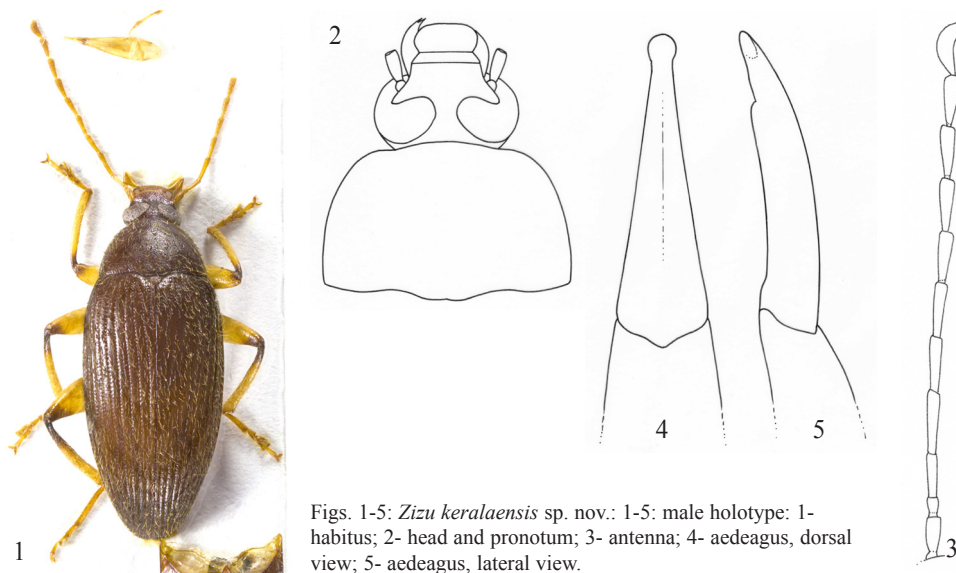 2
4
5
1
3
Figs. 1-5: Zizu keralaensis sp. nov.: 1-5: male holotype: 1-
habitus; 2- head and pronotum; 3- antenna; 4- aedeagus, dorsal
view; 5- aedeagus, lateral view.